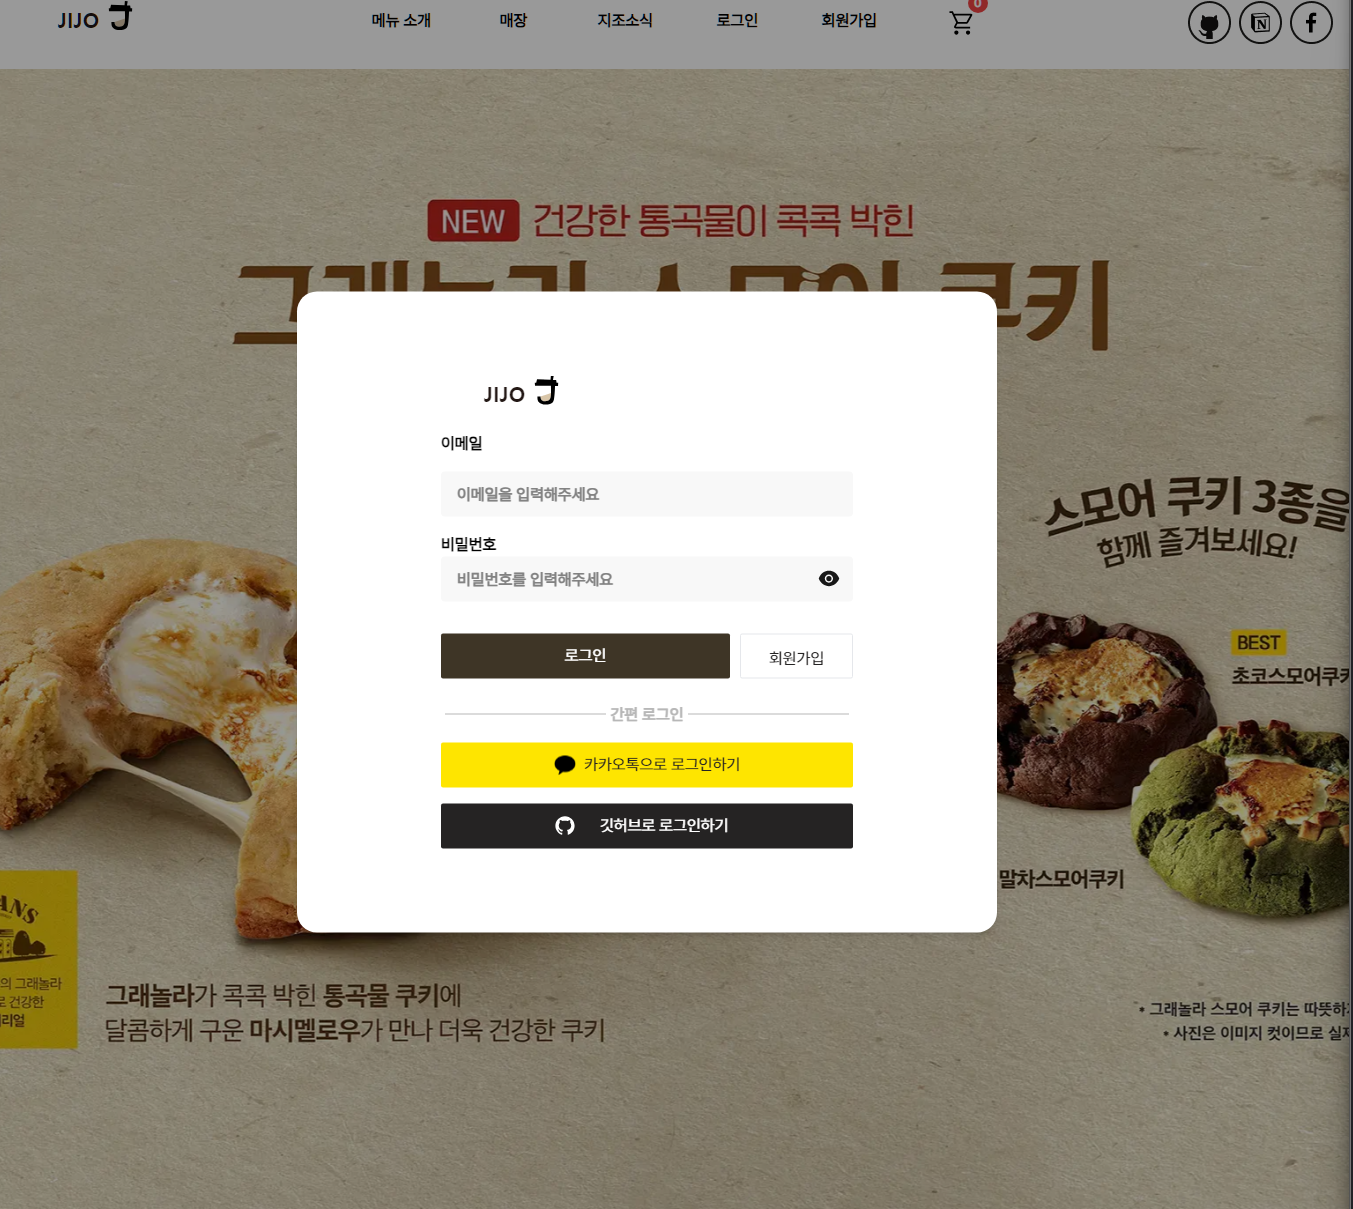 JIJO
메뉴 소개
매장
지조소식
로그인
회원가입
0
N
NEW 건강한 통곡물이 콕콕 박힌
쿠키
JIJO
이메일
이메일을 입력해주세요
비밀번호
비밀번호를 입력해주세요
로그인
회원가입
간편 로그인
카카오톡으로 로그인하기
깃허브로 로그인하기
스모어 쿠키 3종을
함께 즐겨보세요!
BEST
초코스모어쿠키
말차스모어쿠키
의 그래놀라
로 건강한
리얼
그래놀라가 콕콕 박힌 통곡물 쿠키에
달콤하게 구운 마시멜로우가 만나 더욱 건강한 쿠키
• 그래놀라 스모어 쿠키는 따뜻하
• 사진은 이미지 컷이므로 실